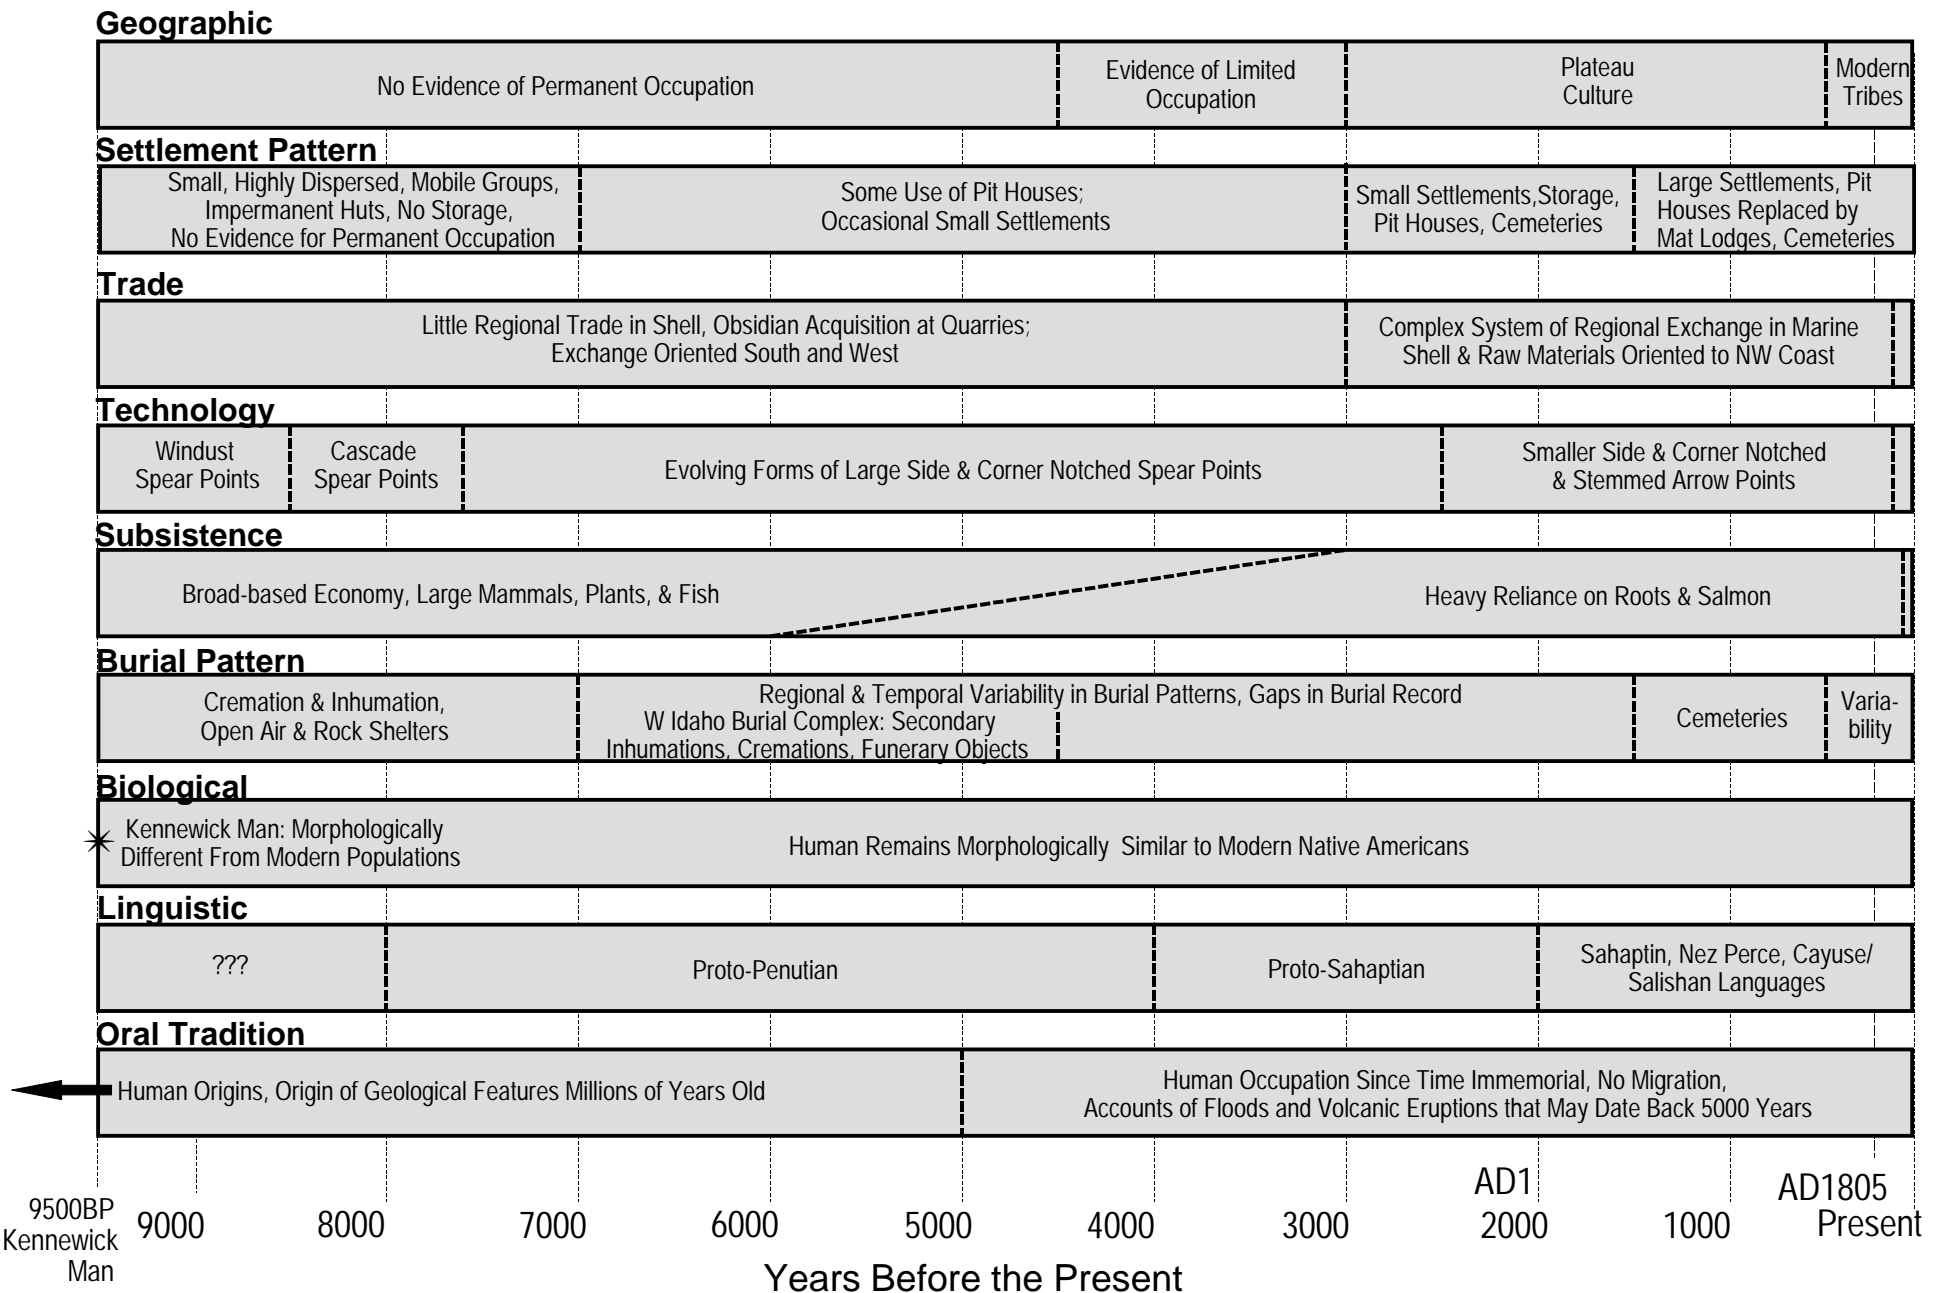 Geographic
No Evidence of Permanent Occupation
Evidence of Limited
Occupation
Plateau
Culture
Modern
Tribes
Settlement Pattern
Small, Highly Dispersed, Mobile Groups,
Impermanent Huts, No Storage,
No Evidence for Permanent Occupation
Some Use of Pit Houses;
Occasional Small Settlements
Small Settlements,Storage,
Pit Houses, Cemeteries
Large Settlements, Pit
Houses Replaced by
Mat Lodges, Cemeteries
Trade
Little Regional Trade in Shell, Obsidian Acquisition at Quarries;
Exchange Oriented South and West
Complex System of Regional Exchange in Marine
Shell & Raw Materials Oriented to NW Coast
Technology
Windust
Spear Points
Cascade
Spear Points
Evolving Forms of Large Side & Corner Notched Spear Points
Smaller Side & Corner Notched
& Stemmed Arrow Points
Subsistence
Broad-based Economy, Large Mammals, Plants, & Fish
Heavy Reliance on Roots & Salmon
Burial Pattern
Cremation & Inhumation,
Open Air & Rock Shelters
Regional & Temporal Variability in Burial Patterns, Gaps in Burial Record
W Idaho Burial Complex: Secondary
Inhumations, Cremations, Funerary Objects
Cemeteries
Varia-
bility
Biological
Kennewick Man: Morphologically
Different From Modern Populations
Human Remains Morphologically Similar to Modern Native Americans
Linguistic
???
Proto-Penutian
Proto-Sahaptian
Sahaptin, Nez Perce, Cayuse/
Salishan Languages
Oral Tradition
Human Origins, Origin of Geological Features Millions of Years Old
Human Occupation Since Time Immemorial, No Migration,
Accounts of Floods and Volcanic Eruptions that May Date Back 5000 Years
AD1
AD1805
9500BP
Kennewick
Man
9000
8000
7000
6000
5000
4000
3000
2000
1000
Present
Years Before the Present